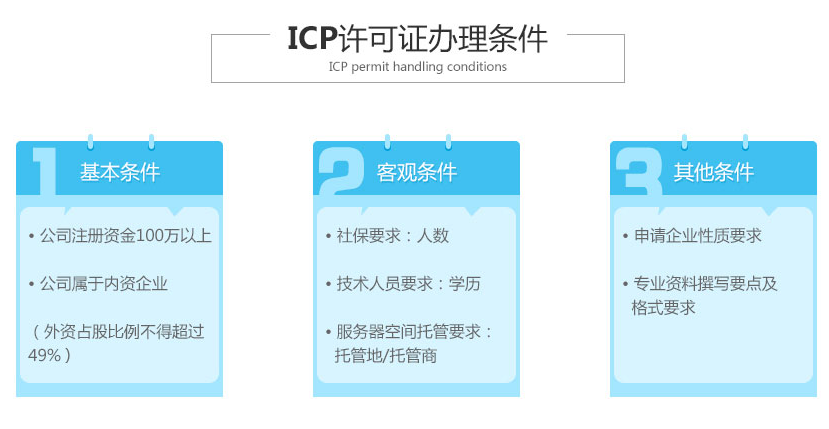 ICP许可证办理条件
ICP permit handling conditions
1 基本条件
• 公司注册资金100万以上
• 公司属于内资企业
（外资占股比例不得超过
49%）
2 客观条件
• 社保要求：人数
• 技术人员要求：学历
• 服务器空间托管要求：
托管地/托管商
3 其他条件
• 申请企业性质要求
• 专业资料撰写要点及
格式要求